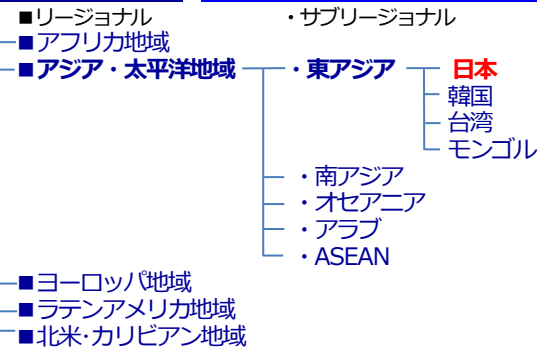 ■リージョナル ・サブリージョナル
■アフリカ地域
■アジア・太平洋地域 ・東アジア 日本
韓国
台湾
モンゴル
・南アジア
・オセアニア
・アラブ
・ASEAN
■ヨーロッパ地域
■ラテンアメリカ地域
■北米・カリビアン地域